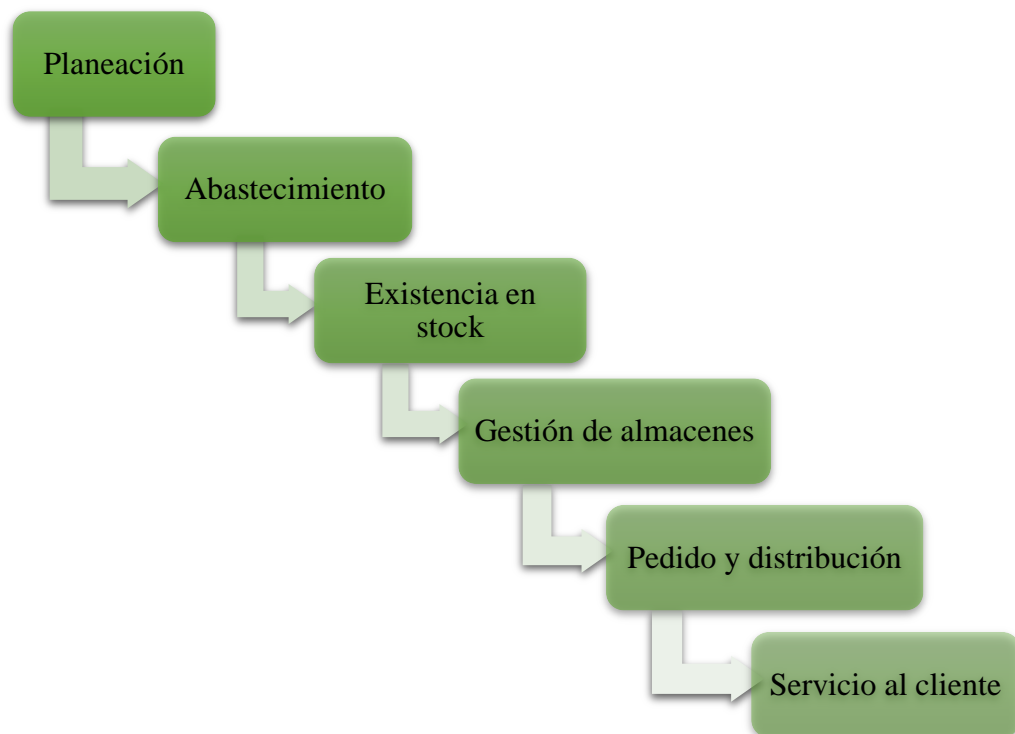 Planeación
Abastecimiento
Existencia en
stock
Gestión de almacenes
Pedido y distribución
Servicio al cliente